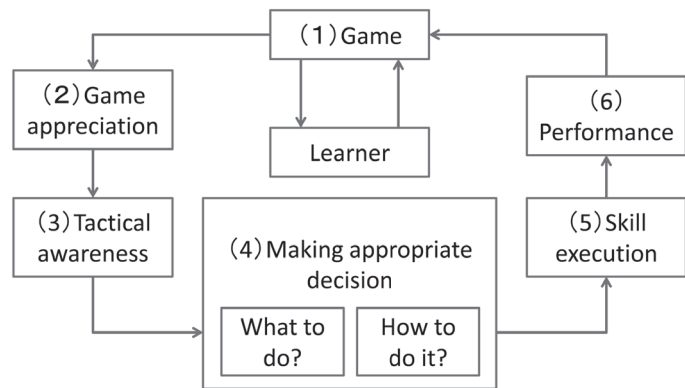 （1）Game
（2）Game
appreciation
Learner
（6）
Performance
（3）Tactical
awareness
（4）Making appropriate
decision
What to
do?
How to
do it?
（5）Skill
execution